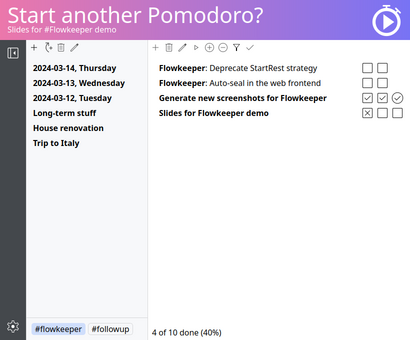 Start another Pomodoro?
Slides for #Flowkeeper demo
2024-03-14, Thursday
2024-03-13, Wednesday
2024-03-12, Tuesday
Long-term stuff
House renovation
Trip to Italy
#flowkeeper
#followup
Flowkeeper: Deprecate StartRest strategy
Flowkeeper: Auto-seal in the web frontend
Generate new screenshots for Flowkeeper
Slides for Flowkeeper demo
4 of 10 done (40%)